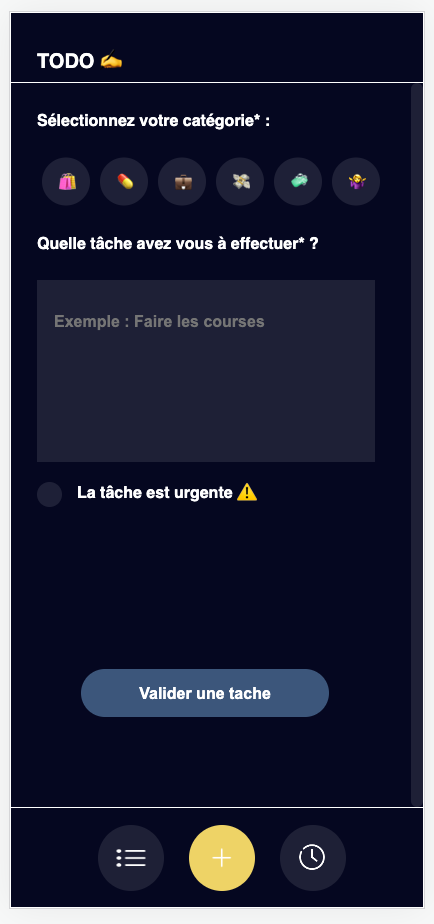 TODO ✍️
Sélectionnez votre catégorie* :
Quelle tâche avez vous à effectuer* ?
Exemple : Faire les courses
La tâche est urgente ⚠️
Valider une tache